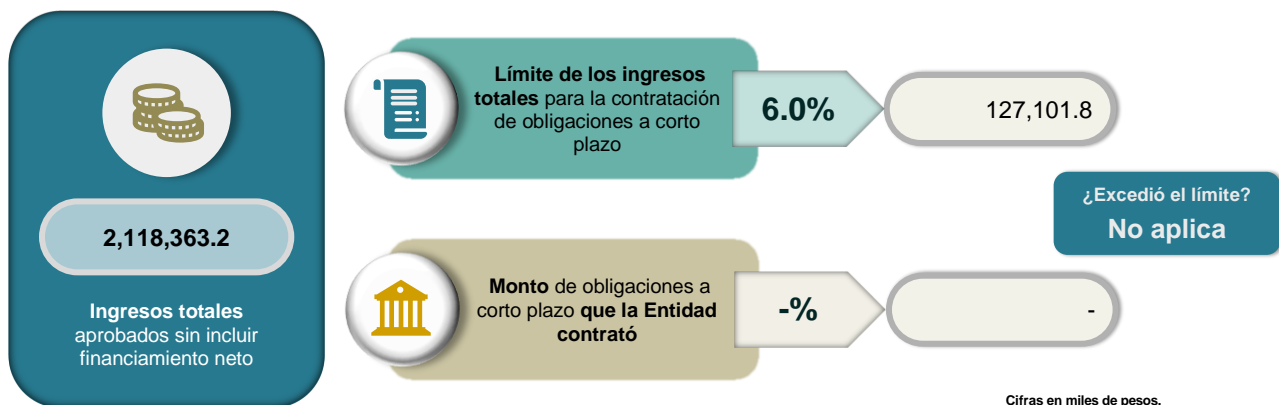 2,118,363.2
Ingresos totales
aprobados sin incluir
financiamiento neto
Límite de los ingresos
totales para la contratación
de obligaciones a corto
plazo
6.0%
127,101.8
¿Excedió el límite?
No aplica
Monto de obligaciones a
corto plazo que la Entidad
contrató
-%
-
Cifras en miles de pesos.